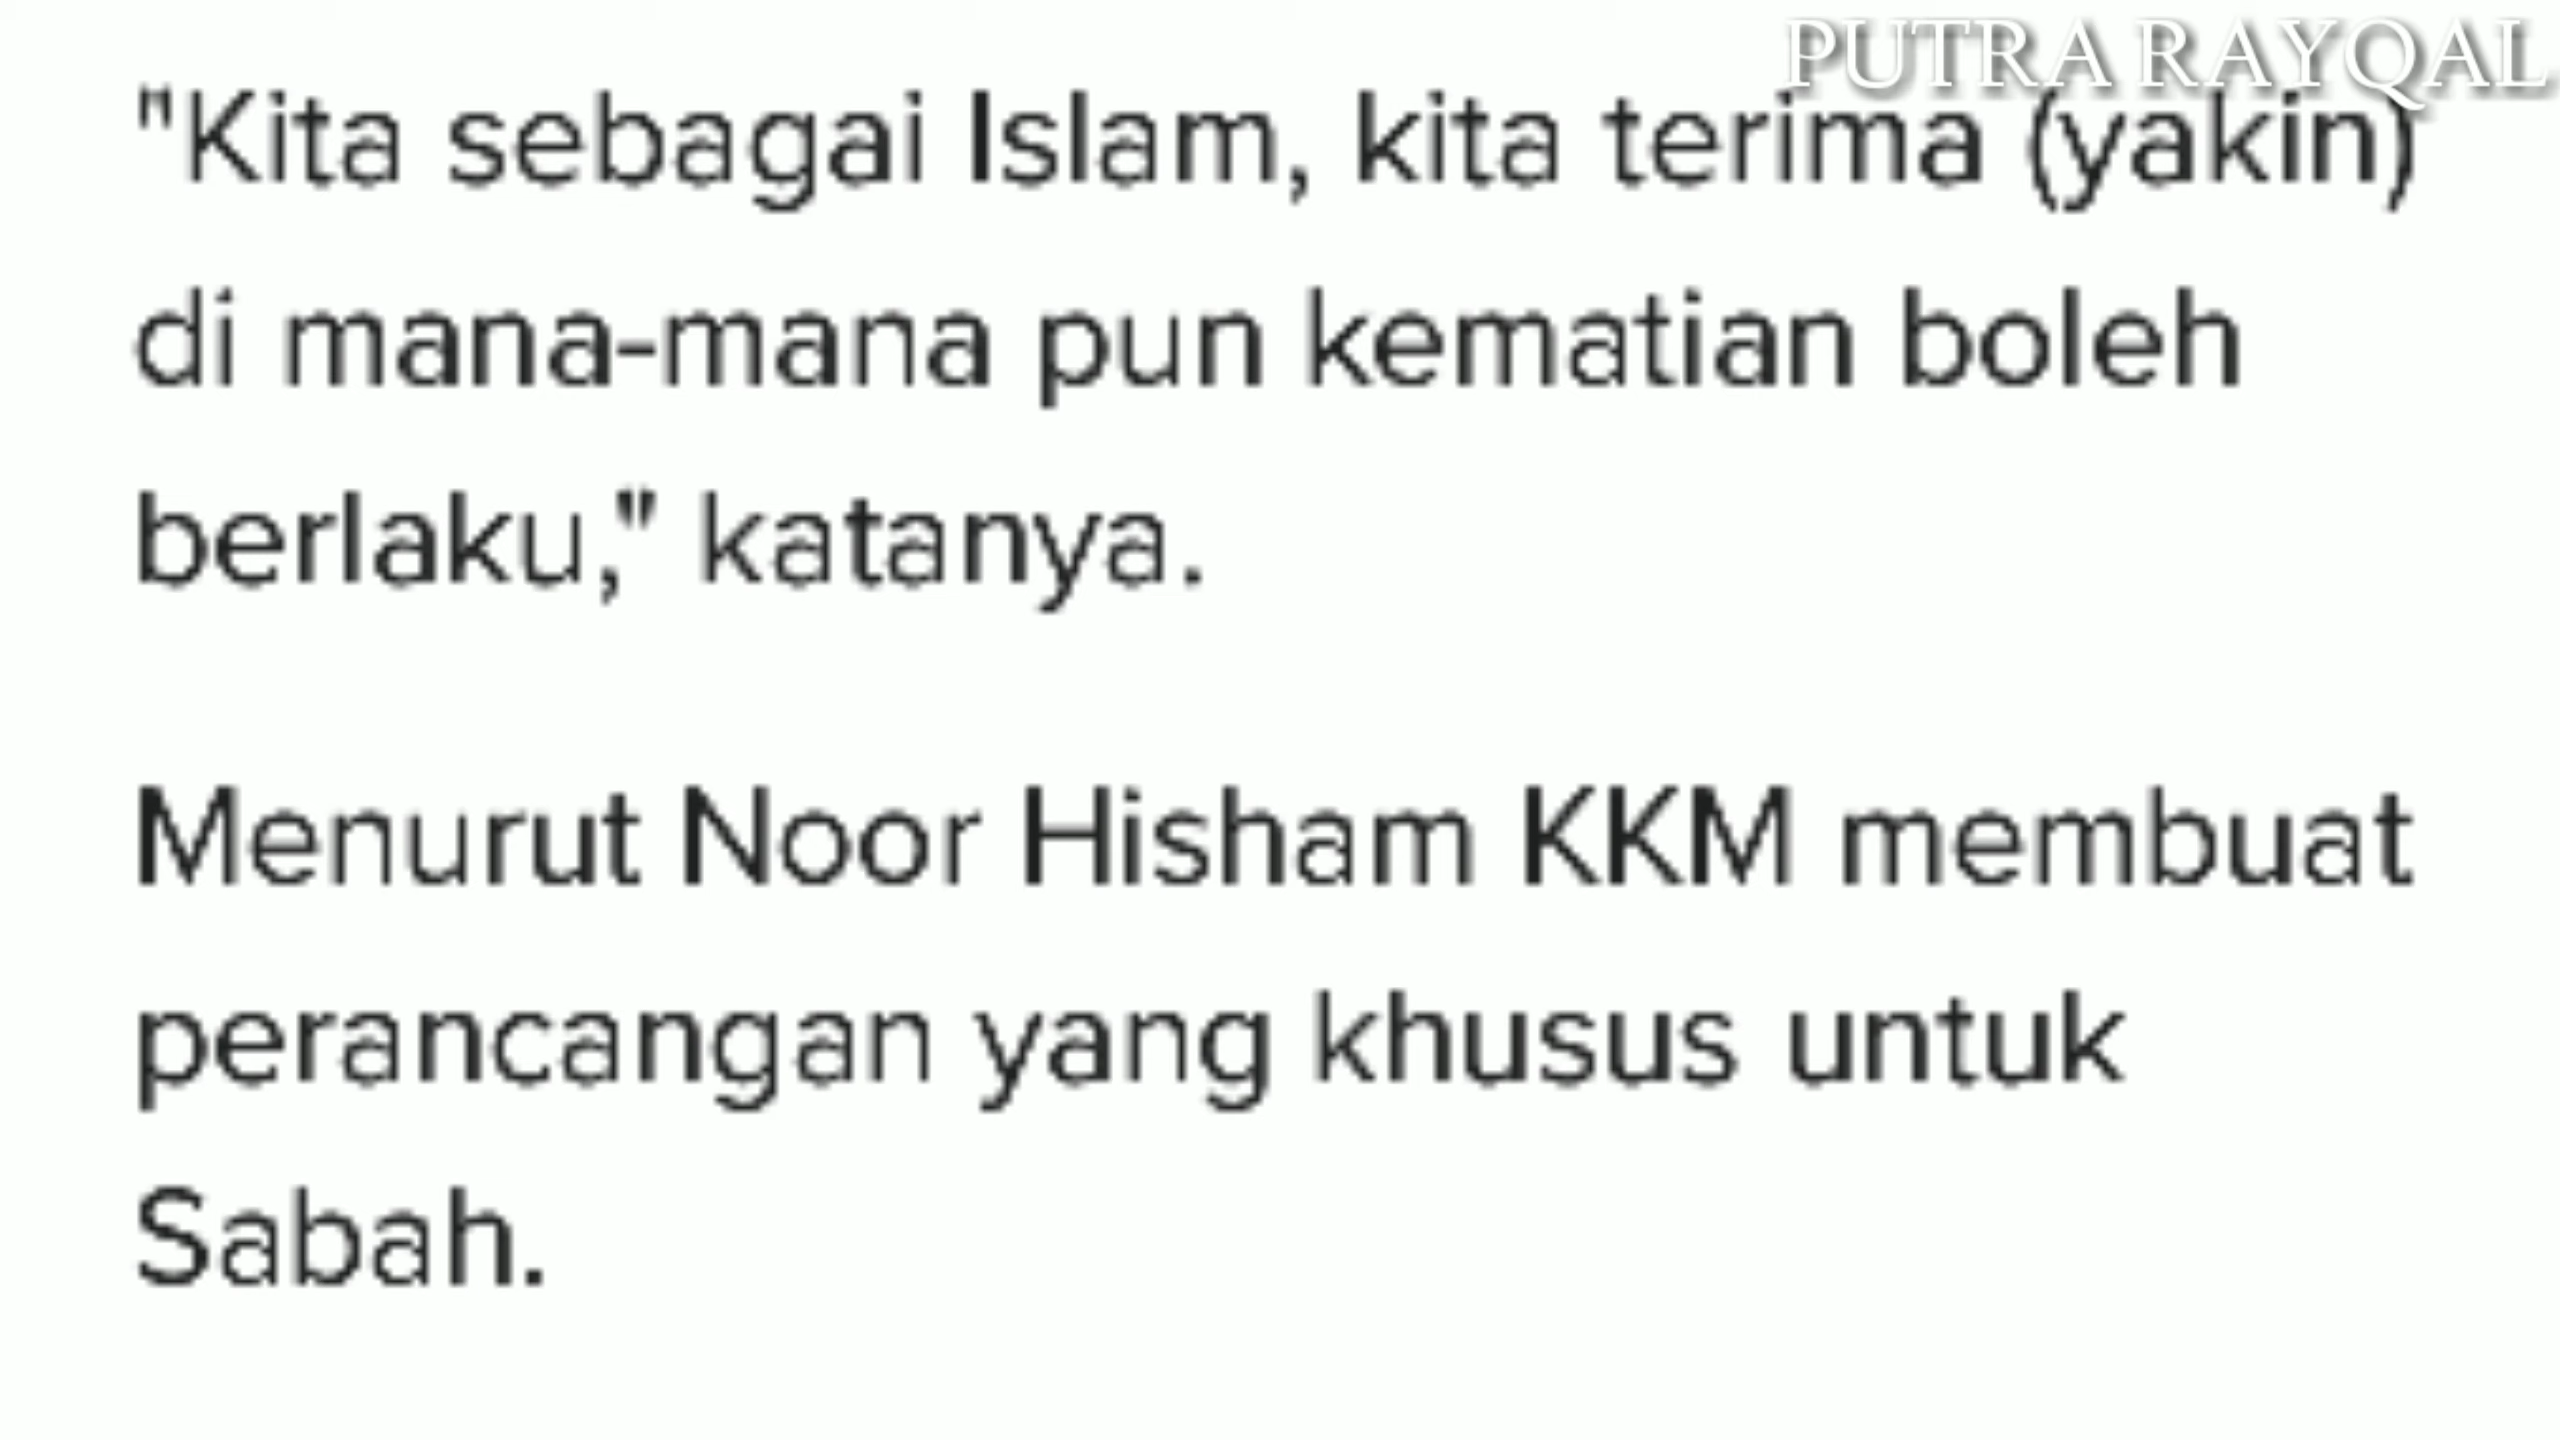 PUTRA RAYQAL
"Kita sebagai Islam, kita terima (yakin)
di mana-mana pun kematian boleh
berlaku," katanya.
Menurut Noor Hisham KKM membuat
perancangan yang khusus untuk
Sabah.